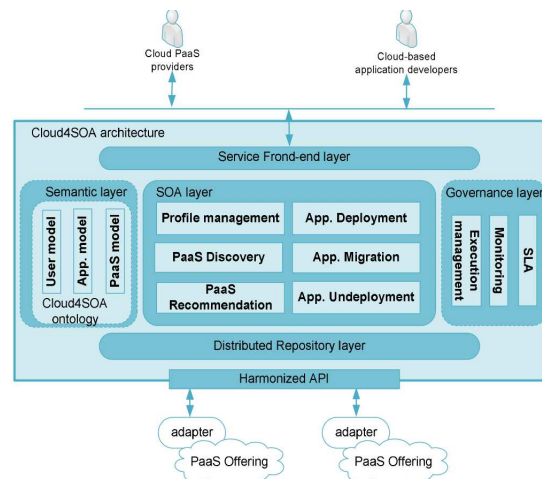 Cloud PaaS
providers
Cloud-based
application developers
Cloud4SOA architecture
Service Frond-end layer
Semantic layer
User model
App. model
PaaS model
Cloud4SOA
ontology
SOA layer
Profile management
App. Deployment
PaaS Discovery
App. Migration
PaaS
Recommendation
App. Undeployment
Governance layer
Execution
management
Monitoring
SLA
Distributed Repository layer
Harmonized API
adapter
adapter
PaaS Offering
PaaS Offering